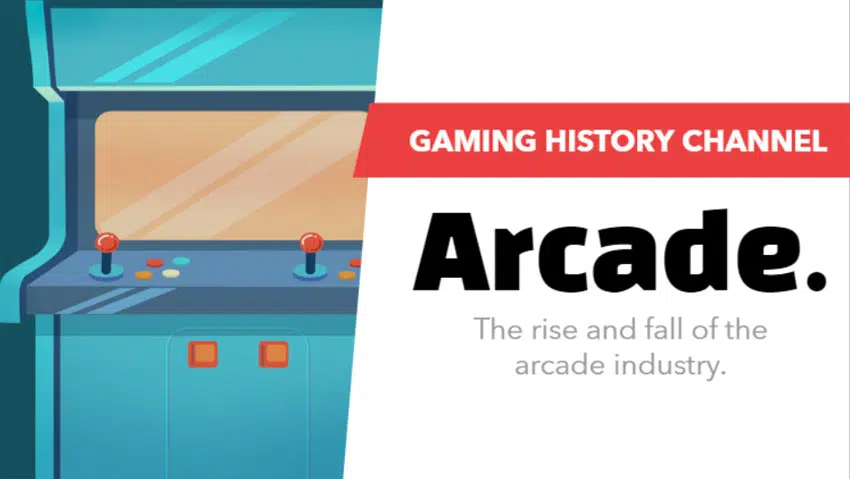 GAMING HISTORY CHANNEL
Arcade.
The rise and fall of the
arcade industry.